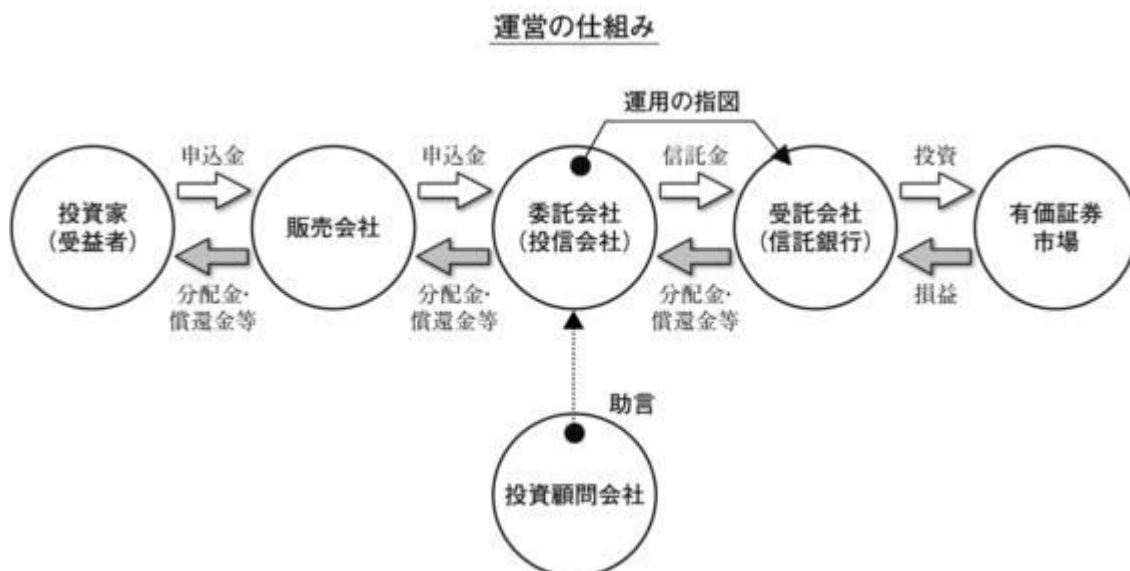 運営の仕組み
運用の指図
申込金
申込金
信託金
投資
投資家
(受益者)
販売会社
委託会社
(投信会社)
受託会社
(信託銀行)
有価証券
市場
分配金・
償還金等
分配金・
償還金等
分配金・
償還金等
損益
助言
投資顧問会社